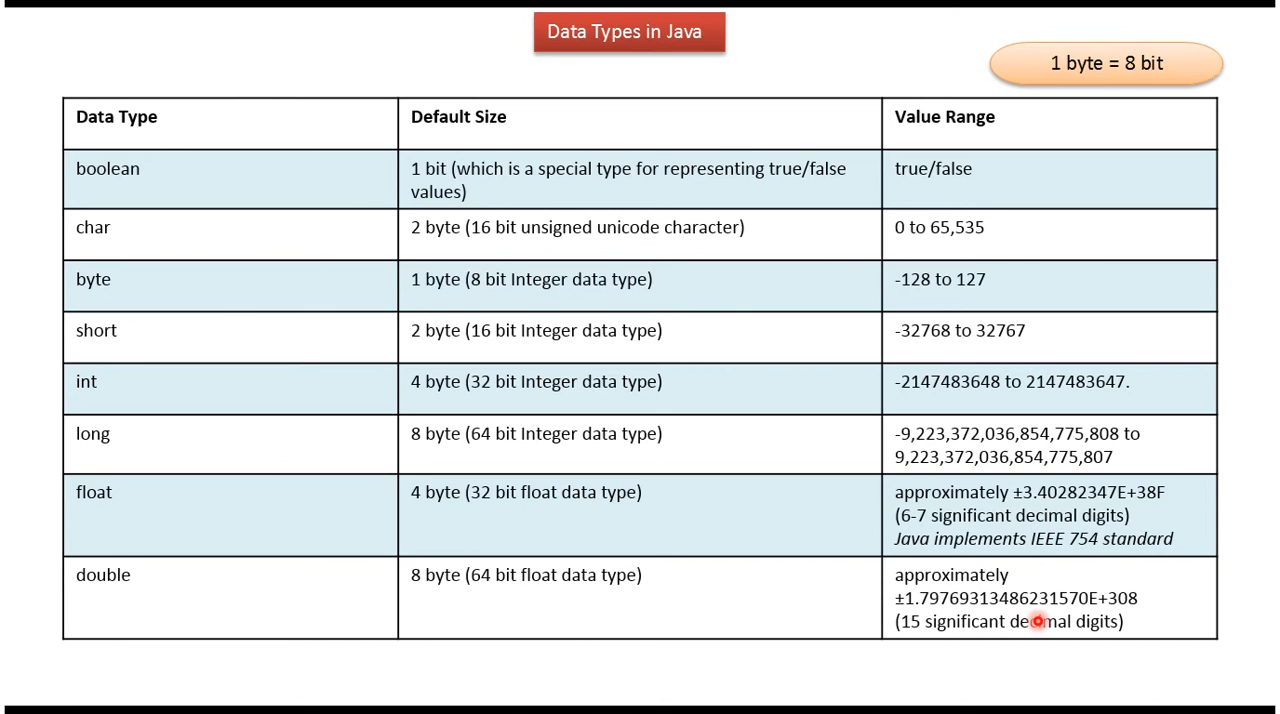 Data Types in Java
1 byte = 8 bit
Data Type
Default Size
Value Range
boolean
1 bit (which is a special type for representing true/false
values)
true/false
char
2 byte (16 bit unsigned unicode character)
0 to 65,535
byte
1 byte (8 bit Integer data type)
-128 to 127
short
2 byte (16 bit Integer data type)
-32768 to 32767
int
4 byte (32 bit Integer data type)
-2147483648 to 2147483647.
long
8 byte (64 bit Integer data type)
-9,223,372,036,854,775,808 to
9,223,372,036,854,775,807
float
4 byte (32 bit float data type)
approximately ±3.40282347E+38F
(6-7 significant decimal digits)
Java implements IEEE 754 standard
double
8 byte (64 bit float data type)
approximately
±1.79769313486231570E+308
(15 significant decimal digits)